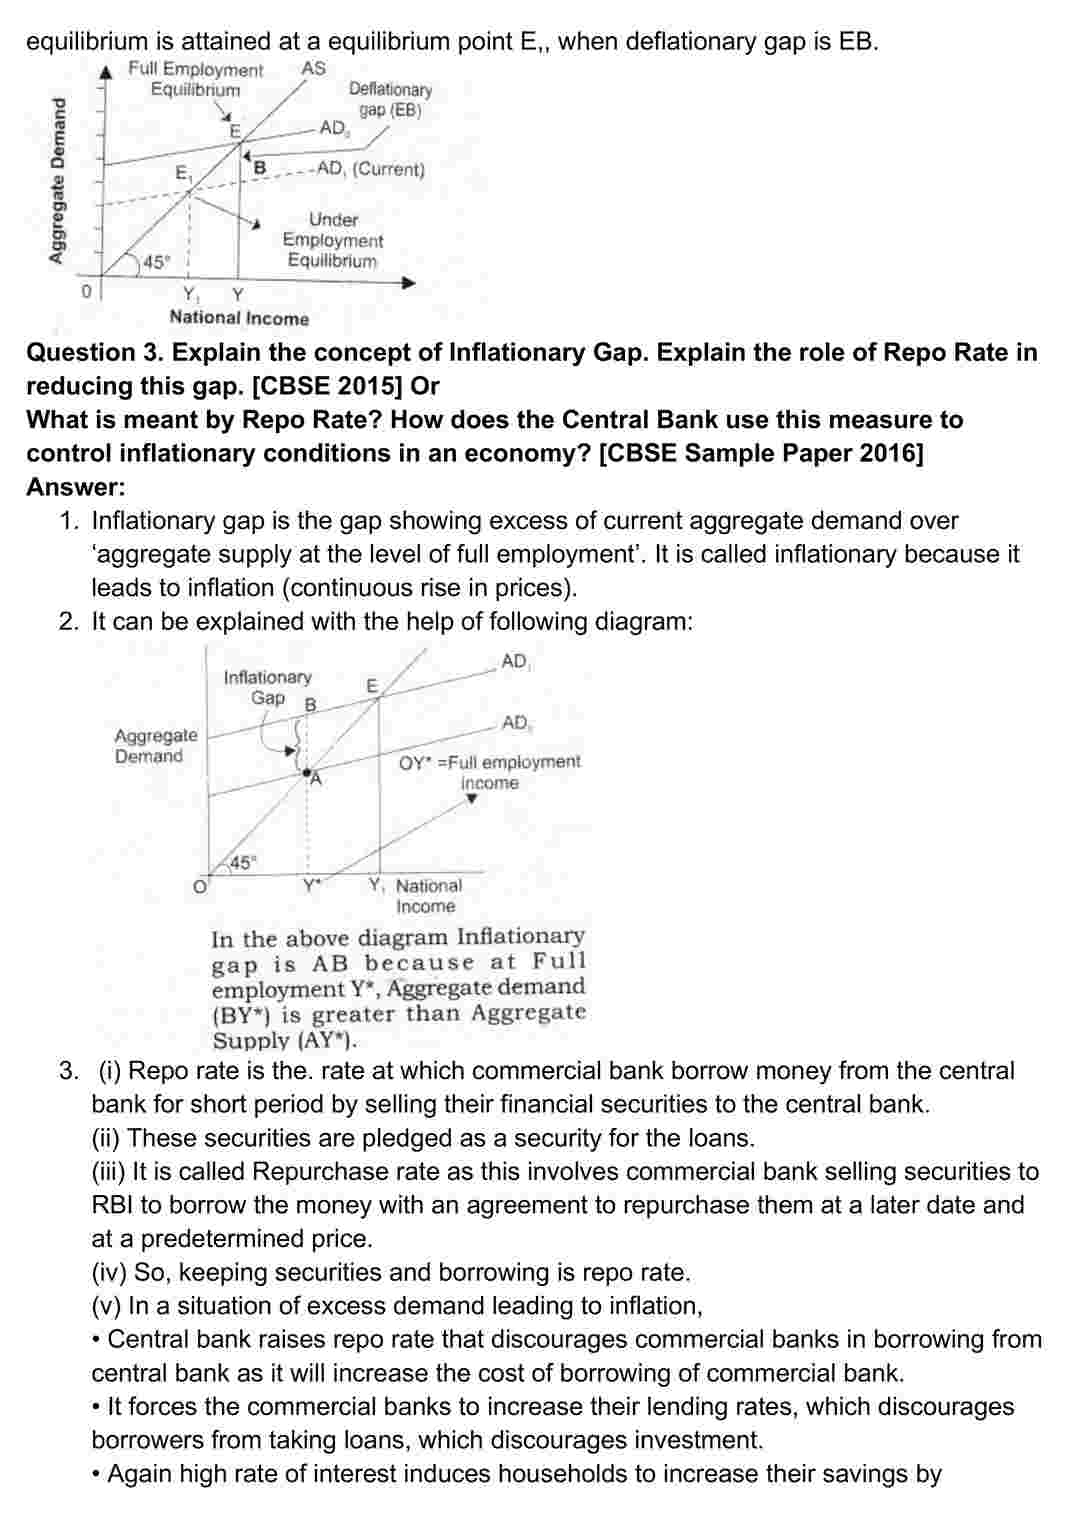 equilibrium is attained at a equilibrium point E,, when deflationary gap is EB.
Full Employment
Equilibrium
AS
Deflationary
gap (EB)
E
AD₀
B
E₁
AD₁ (Current)
Under
Employment
Equilibrium
45°
Aggregate Demand
0
Y₁
Y
National Income
Question 3. Explain the concept of Inflationary Gap. Explain the role of Repo Rate in
reducing this gap. [CBSE 2015] Or
What is meant by Repo Rate? How does the Central Bank use this measure to
control inflationary conditions in an economy? [CBSE Sample Paper 2016]
Answer:
1. Inflationary gap is the gap showing excess of current aggregate demand over
‘aggregate supply at the level of full employment’. It is called inflationary because it
leads to inflation (continuous rise in prices).
2. It can be explained with the help of following diagram:
AD₁
Inflationary
Gap
B
E
AD₀
Aggregate
Demand
OY* =Full employment
income
A
45°
O
Y*
Y₁
National
Income
In the above diagram Inflationary
gap is AB because at Full
employment Y*, Aggregate demand
(BY*) is greater than Aggregate
Supply (AY*).
3. (i) Repo rate is the. rate at which commercial bank borrow money from the central
bank for short period by selling their financial securities to the central bank.
(ii) These securities are pledged as a security for the loans.
(iii) It is called Repurchase rate as this involves commercial bank selling securities to
RBI to borrow the money with an agreement to repurchase them at a later date and
at a predetermined price.
(iv) So, keeping securities and borrowing is repo rate.
(v) In a situation of excess demand leading to inflation,
• Central bank raises repo rate that discourages commercial banks in borrowing from
central bank as it will increase the cost of borrowing of commercial bank.
• It forces the commercial banks to increase their lending rates, which discourages
borrowers from taking loans, which discourages investment.
• Again high rate of interest induces households to increase their savings by